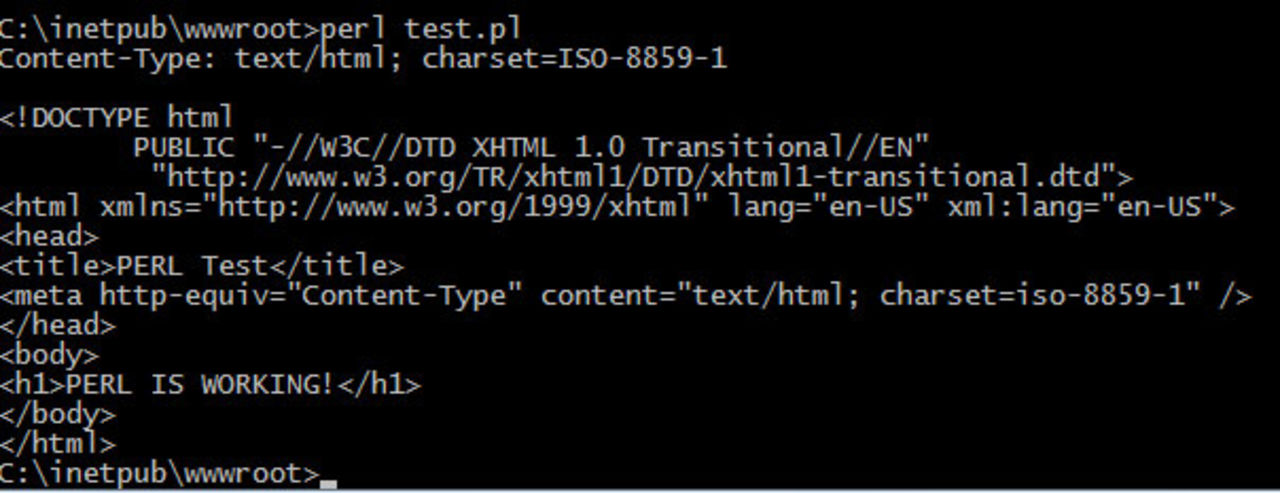 C:\inetpub\wwwroot>perl test.pl
Content-Type: text/html; charset=ISO-8859-1
<!DOCTYPE html
PUBLIC "-//W3C//DTD XHTML 1.0 Transitional//EN"
"http://www.w3.org/TR/xhtml1/DTD/xhtml1-transitional.dtd">
<html xmlns="http://www.w3.org/1999/xhtml" lang="en-US" xml:lang="en-US">
<head>
<title>PERL Test</title>
<meta http-equiv="Content-Type" content="text/html; charset=iso-8859-1" />
</head>
<body>
<h1>PERL IS WORKING!</h1>
</body>
</html>
C:\inetpub\wwwroot>_